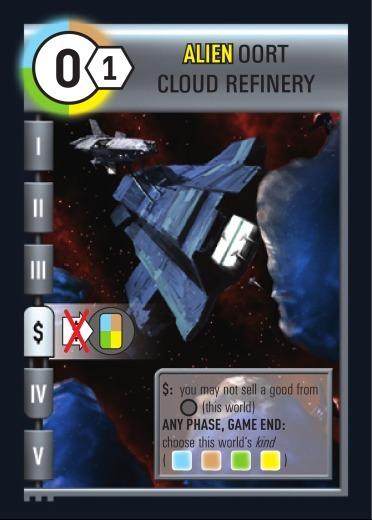 0
1
ALIEN OORT
CLOUD REFINERY
I
II
III
$
IV
V
$: you may not sell a good from
(this world)
ANY PHASE, GAME END:
choose this world's kind
( )